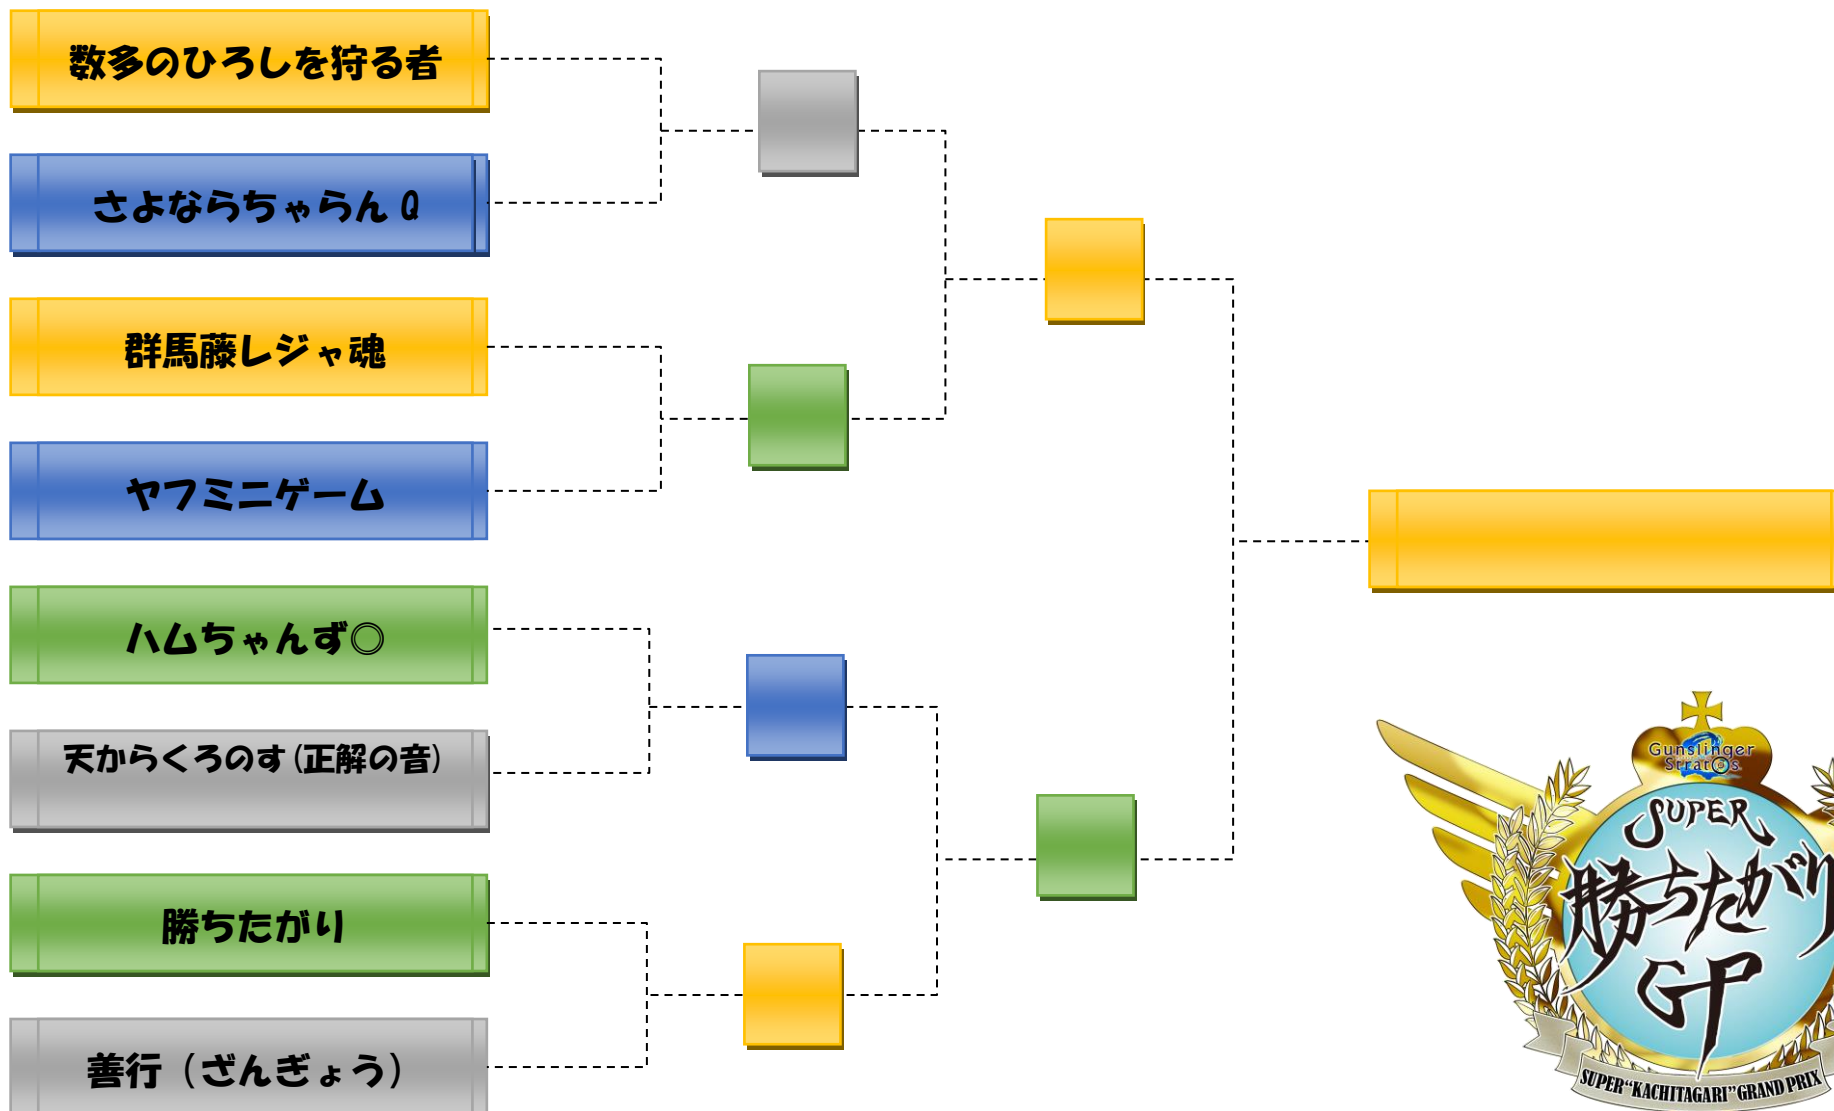 数多のひろしを狩る者
さよならちゃらんQ
群馬藤レジャ魂
ヤフミニゲーム
ハムちゃんず◎
天からくろのす(正解の音)
勝ちたがり
善行（ざんぎょう）
Gunslinger
Stratos
2
SUPER
勝ちたがり
GP
SUPER“KACHITAGARI”GRAND PRIX